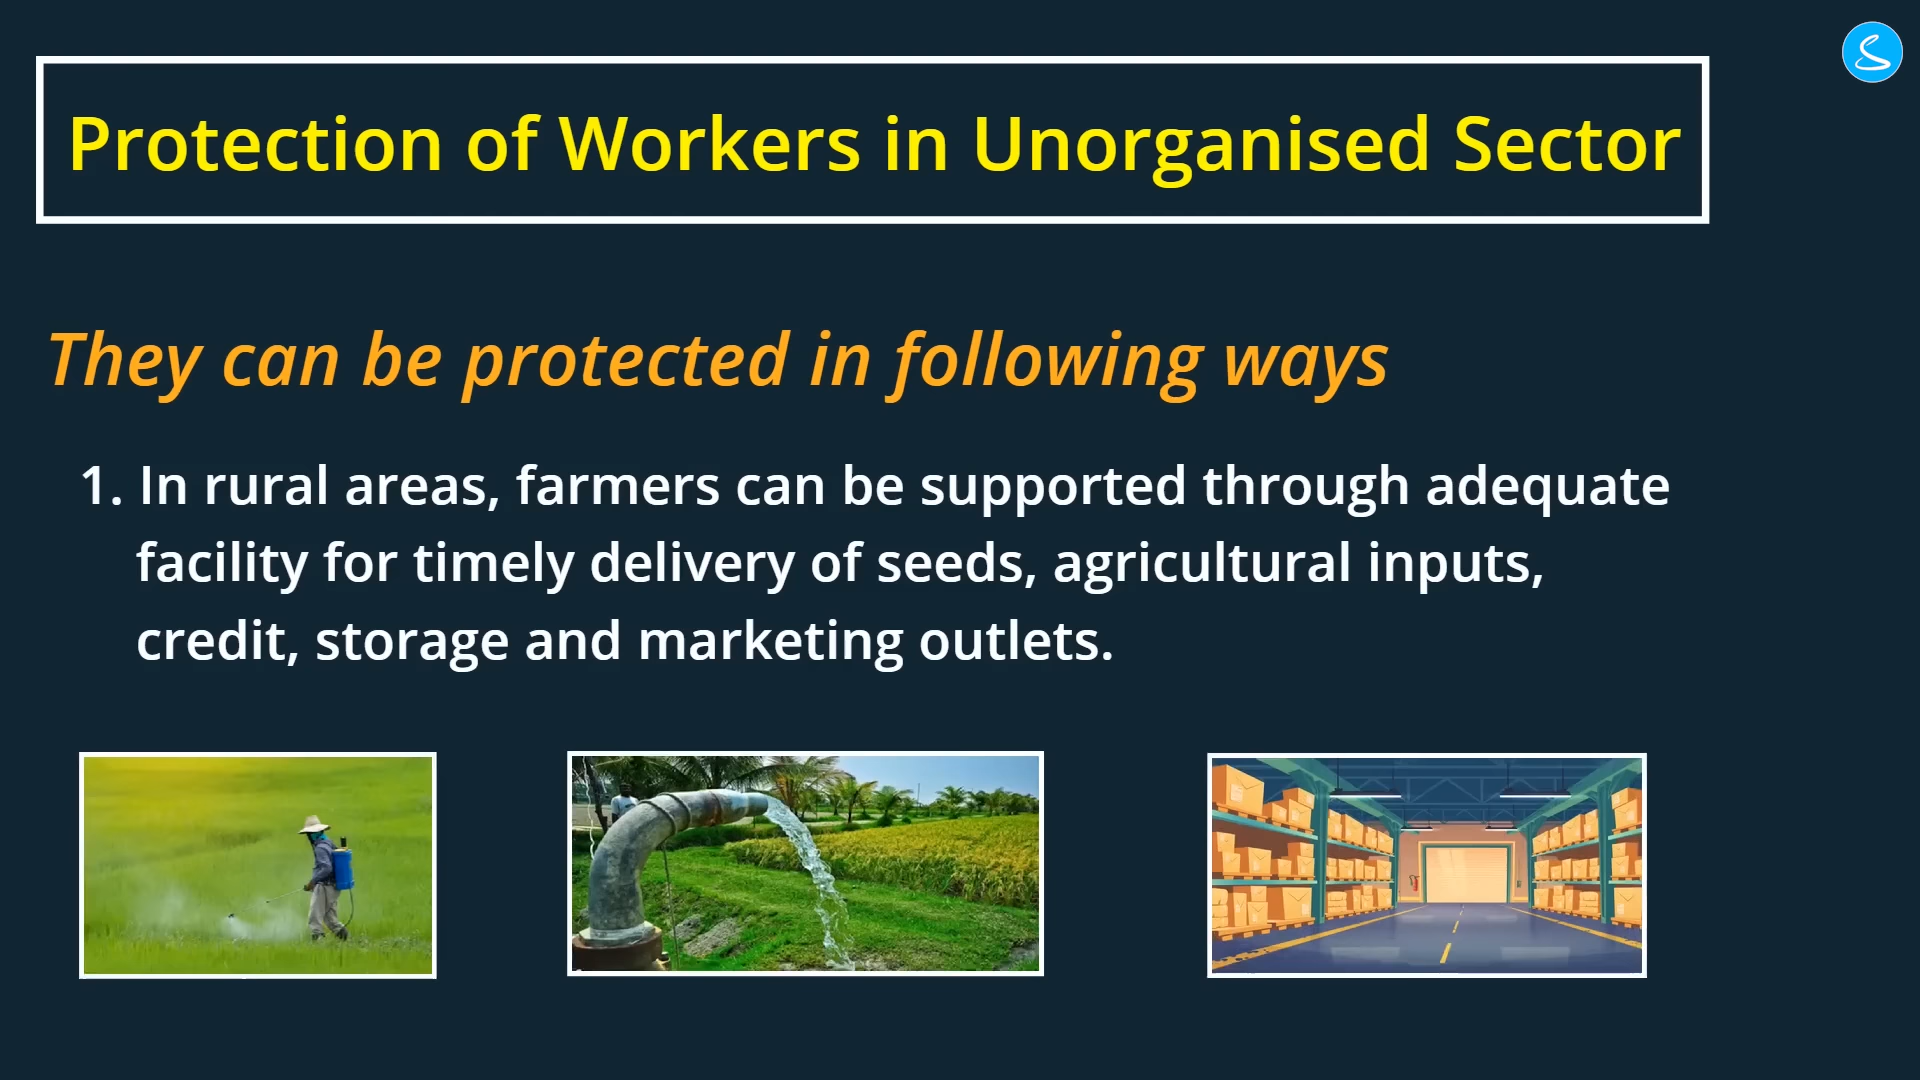 Protection of Workers in Unorganised Sector
They can be protected in following ways
1. In rural areas, farmers can be supported through adequate
facility for timely delivery of seeds, agricultural inputs,
credit, storage and marketing outlets.